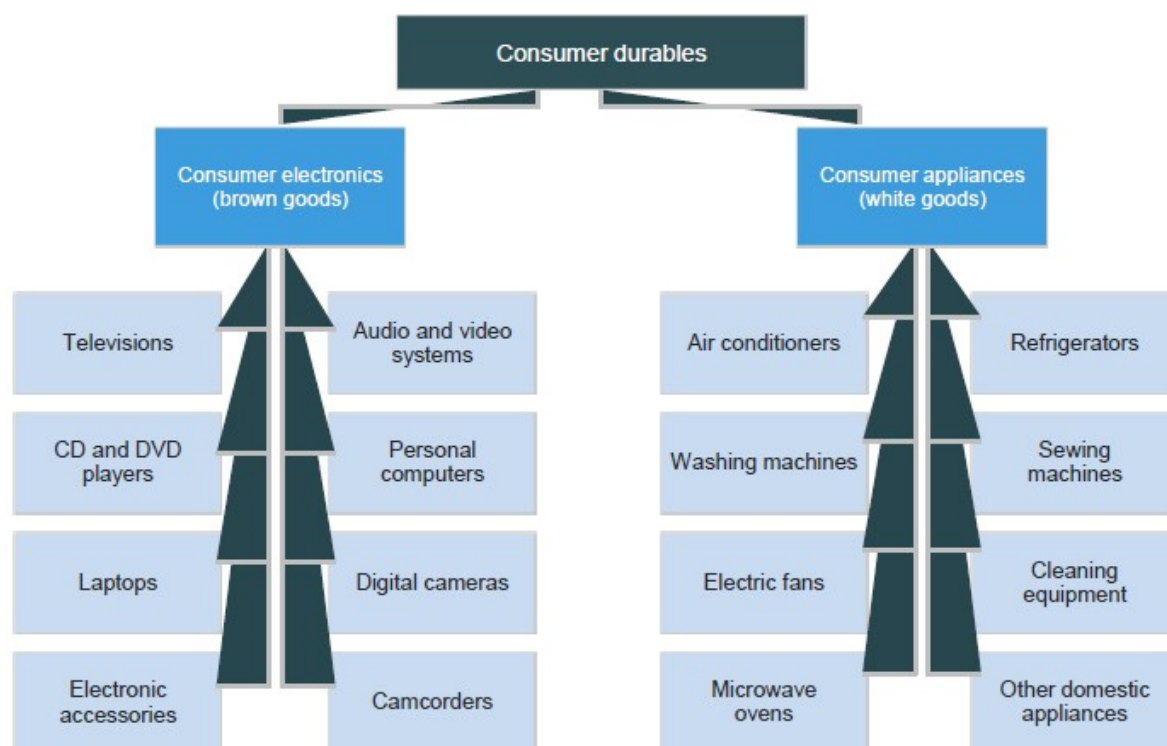 Consumer durables
Consumer electronics
(brown goods)
Consumer appliances
(white goods)
Televisions
Audio and video
systems
Air conditioners
Refrigerators
CD and DVD
players
Personal
computers
Washing machines
Sewing
machines
Laptops
Digital cameras
Electric fans
Cleaning
equipment
Electronic
accessories
Camcorders
Microwave
ovens
Other domestic
appliances